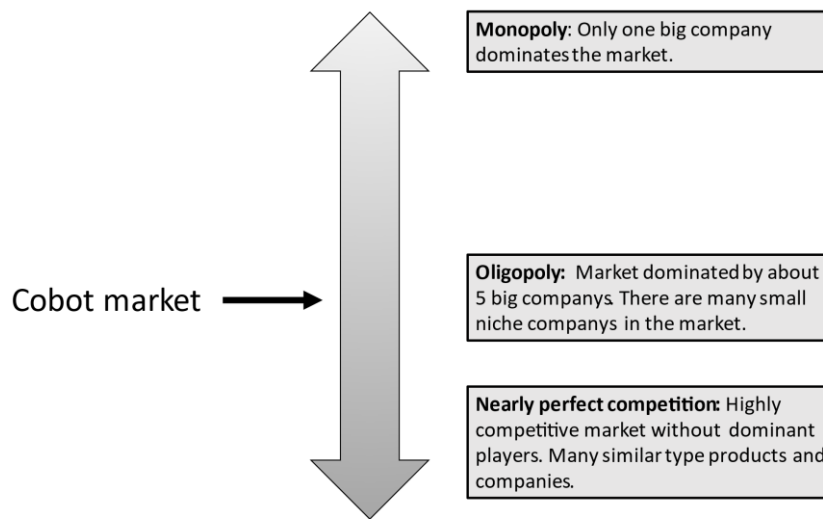 Monopoly: Only one big company
dominates the market.
Cobot market
Oligopoly: Market dominated by about
5 big companys. There are many small
niche companys in the market.
Nearly perfect competition: Highly
competitive market without dominant
players. Many similar type products and
companies.